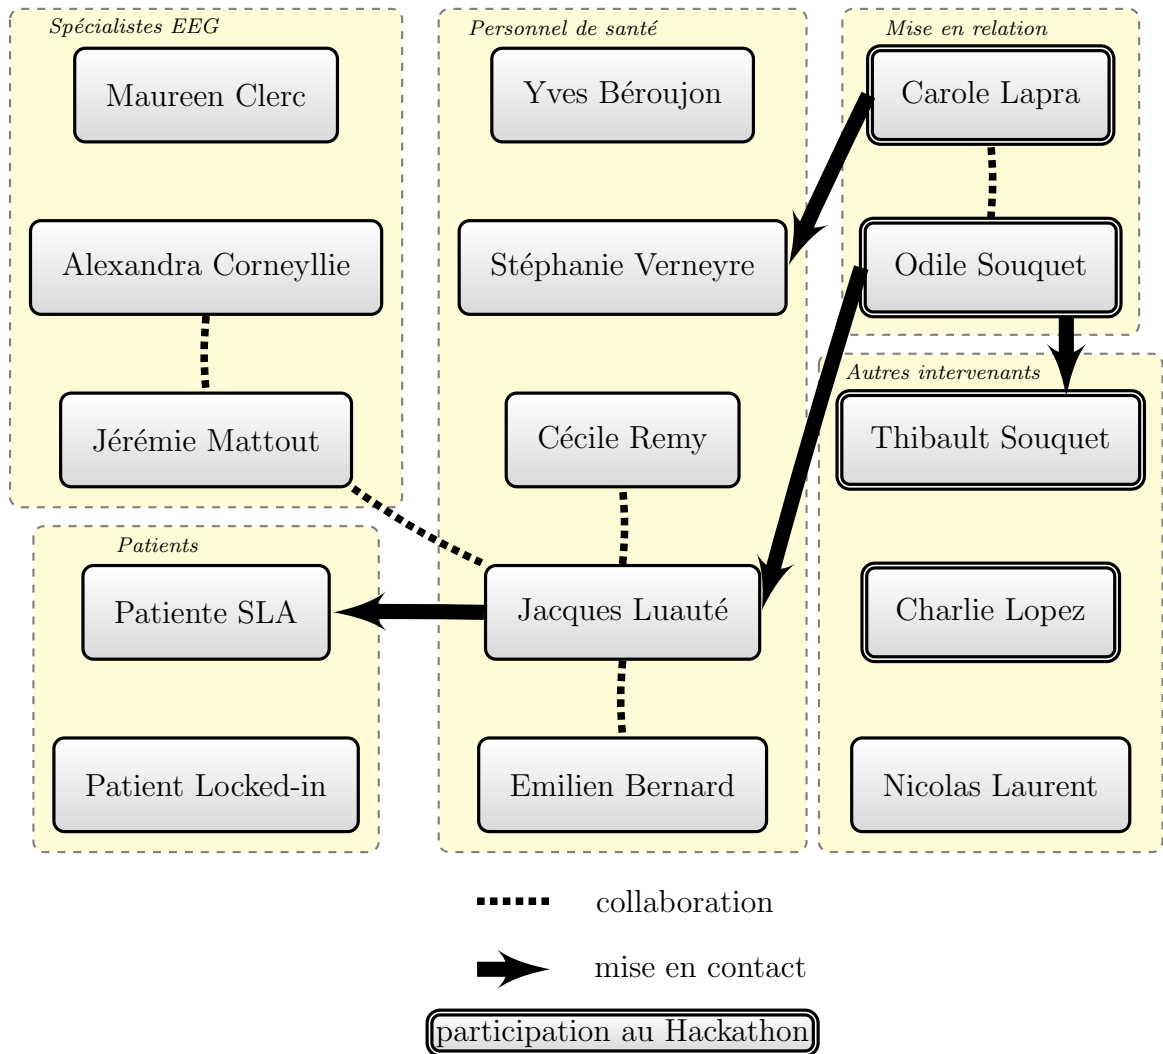 Spécialistes EEG
Maureen Clerc
Alexandra Corneyllie
Jérémie Mattout
Patients
Patiente SLA
Patient Locked-in
Personnel de santé
Yves Béroujon
Stéphanie Verneyre
Cécile Remy
Jacques Luauté
Emilien Bernard
Mise en relation
Carole Lapra
Odile Souquet
Autres intervenants
Thibault Souquet
Charlie Lopez
Nicolas Laurent
collaboration
mise en contact
participation au Hackathon